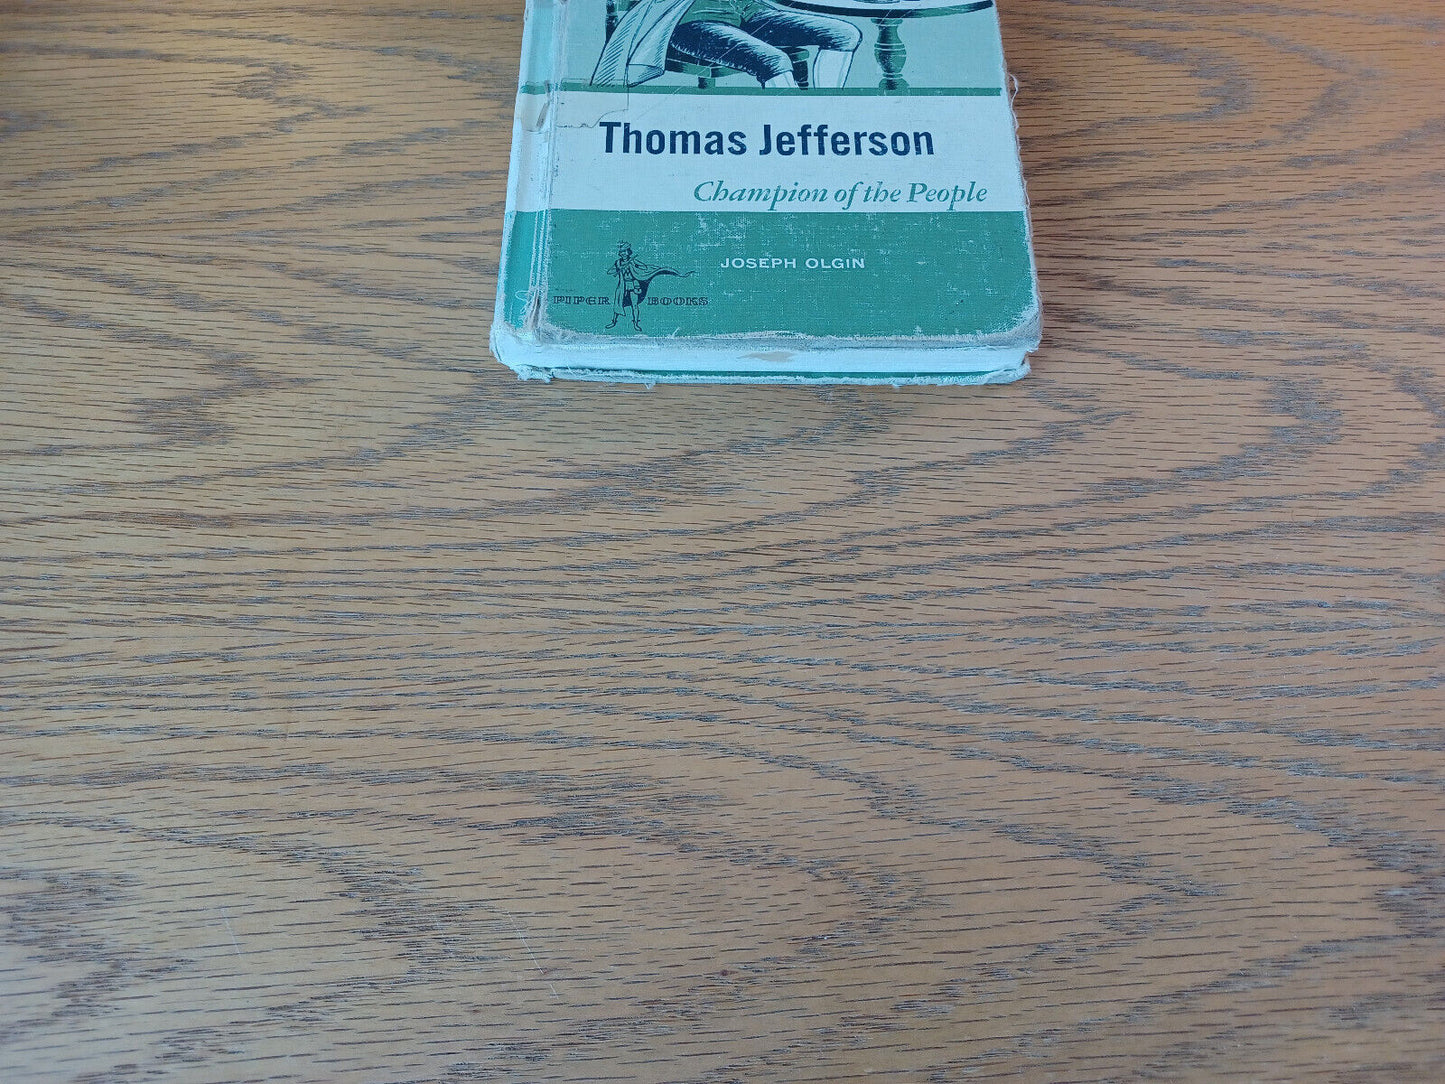 Thomas Jefferson
Champion of the People
JOSEPH OLGIN
PIPER BOOKS